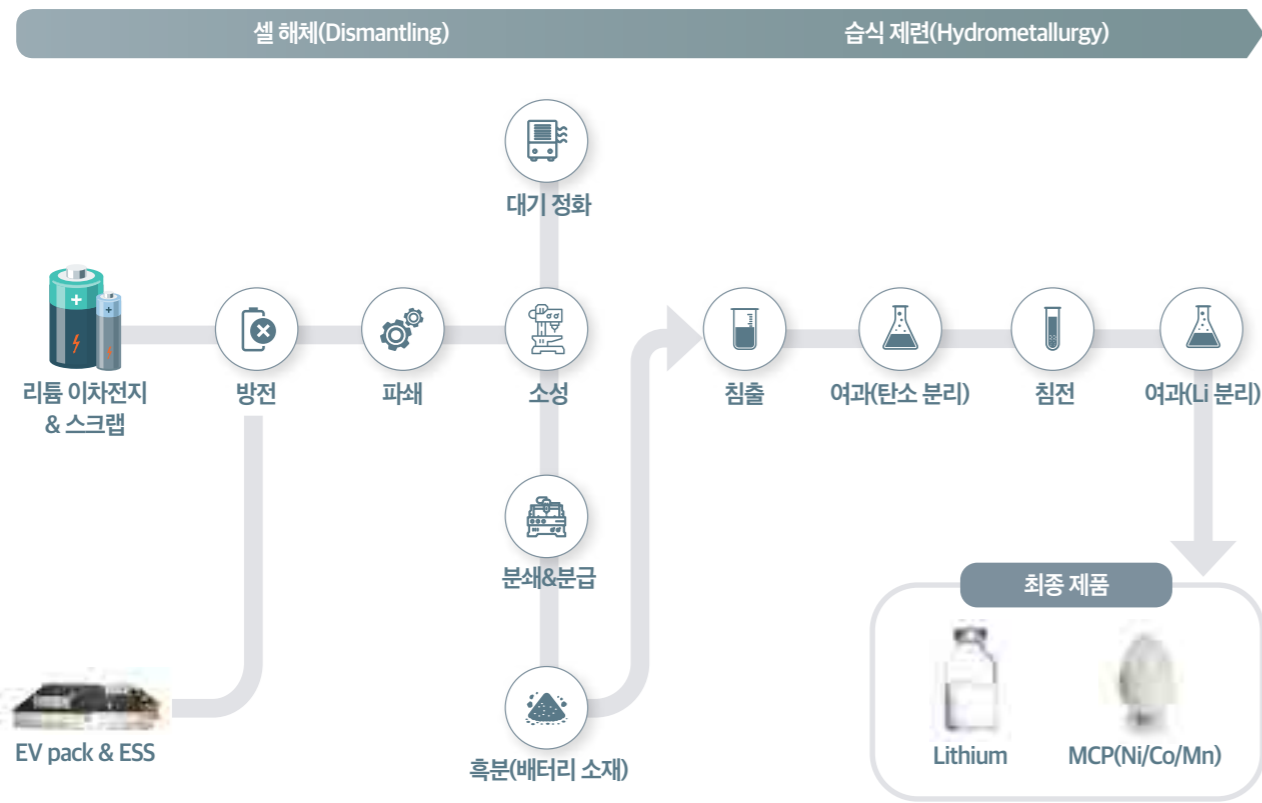 셀 해체(Dismantling)
습식 제련(Hydrometallurgy)
대기 정화
리튬 이차전지
& 스크랩
방전
파쇄
소성
침출
여과(탄소 분리)
침전
여과(Li 분리)
분쇄&분급
EV pack & ESS
흑분(배터리 소재)
최종 제품
Lithium
MCP(Ni/Co/Mn)